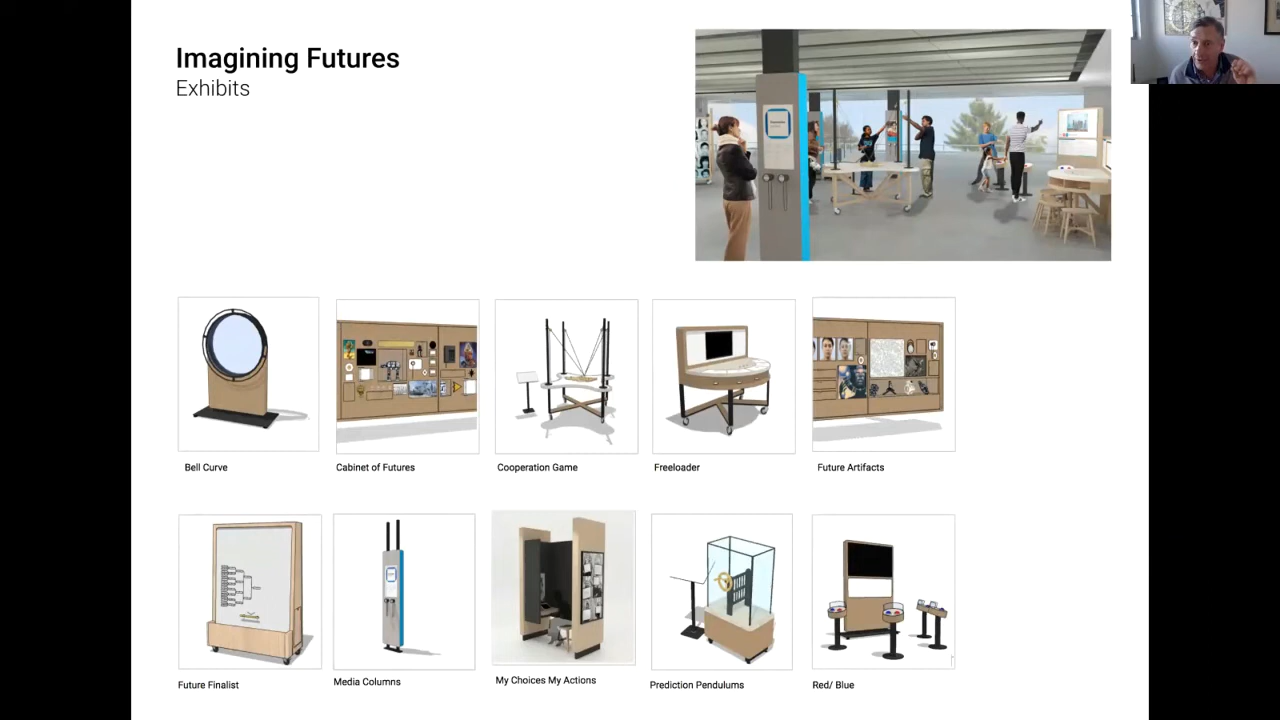 Imagining Futures
Exhibits
Bell Curve
Cabinet of Futures
Cooperation Game
Freeloader
Future Artifacts
Future Finalist
Media Columns
My Choices My Actions
Prediction Pendulums
Red/ Blue